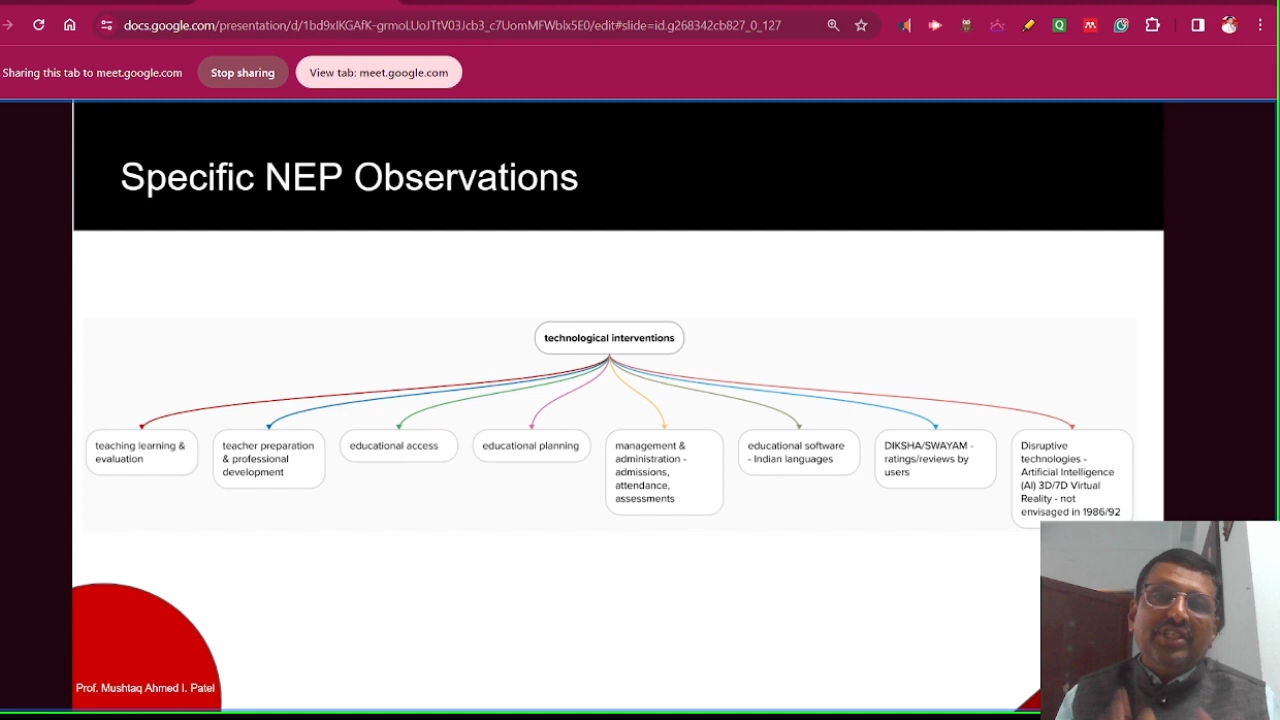 docs.google.com/presentation/d/1bd9xIKGAfK-grmoLUoJTtV03Jcb3_c7UomMFWblx5E0/edit#slide=id.g268342cb827_0_127
Sharing this tab to meet.google.com
Stop sharing
View tab: meet.google.com
Specific NEP Observations
technological interventions
teaching learning &
evaluation
teacher preparation
& professional
development
educational access
educational planning
management &
administration -
admissions,
attendance,
assessments
educational software
- Indian languages
DIKSHA/SWAYAM -
ratings/reviews by
users
Disruptive
technologies -
Artificial Intelligence
(AI) 3D/7D Virtual
Reality - not
envisaged in 1986/92
Prof. Mushtaq Ahmed I. Patel